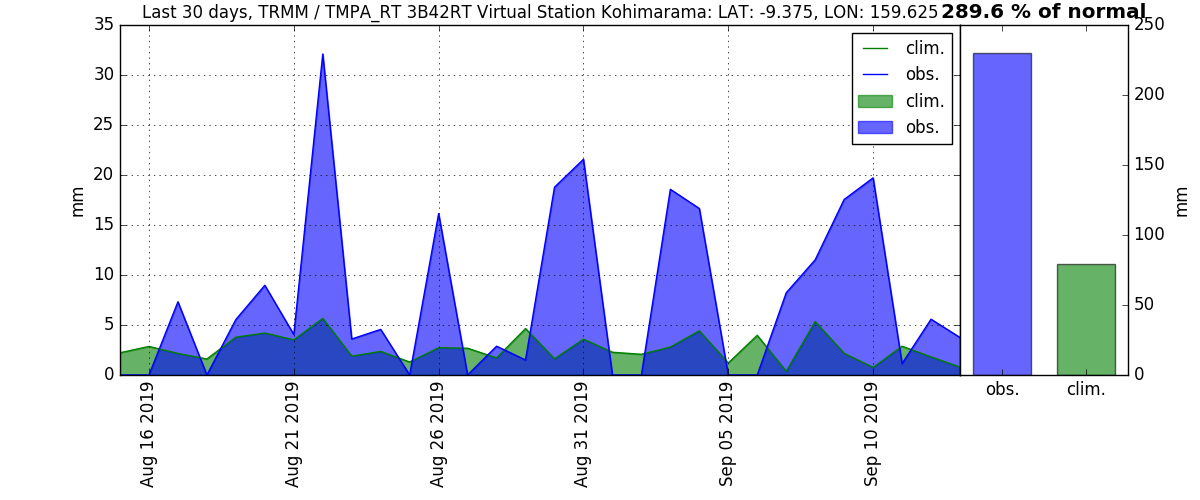 Last 30 days, TRMM / TMPA_RT 3B42RT Virtual Station Kohimarama: LAT: -9.375, LON: 159.625
289.6 % of normal
mm
35
30
25
20
15
10
5
0
clim.
obs.
clim.
obs.
Aug 16 2019
Aug 21 2019
Aug 26 2019
Aug 31 2019
Sep 05 2019
Sep 10 2019
obs.
clim.
250
200
150
100
50
0
mm